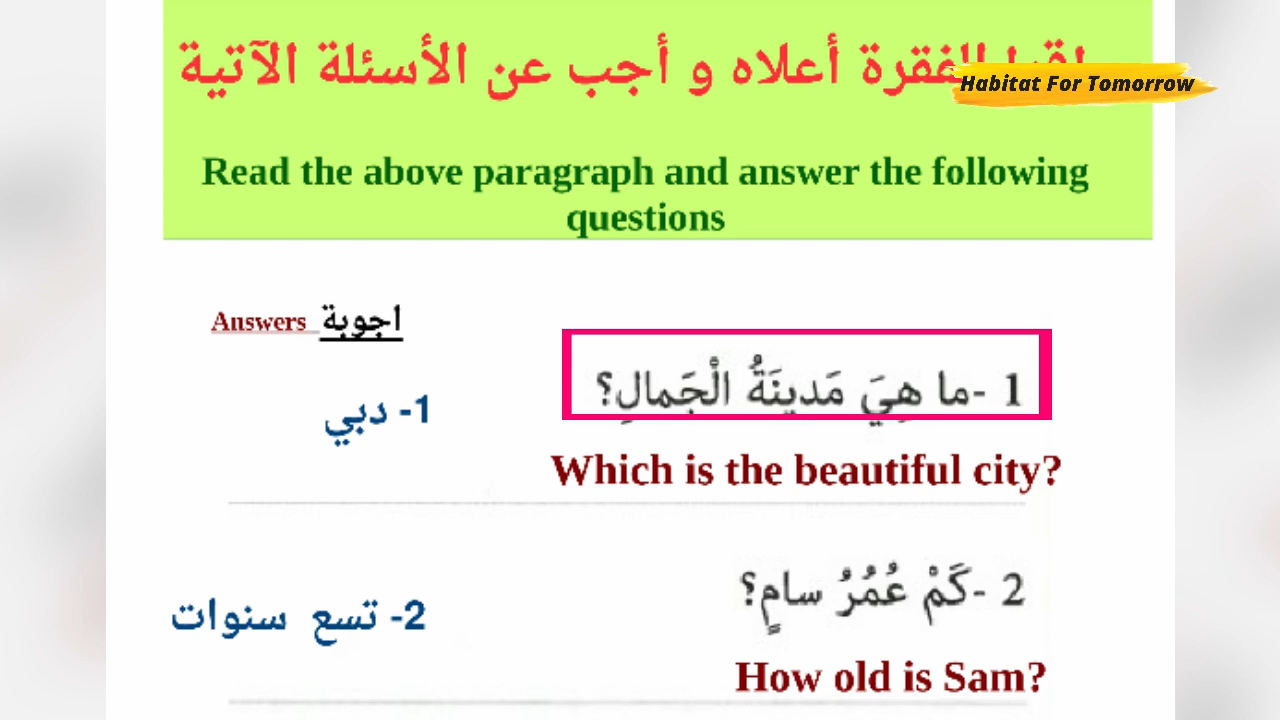 الفقرة أعلاه و أجب عن الأسئلة الآتية
Habitat For Tomorrow
Read the above paragraph and answer the following
questions
Answers اجوبة
1 -ما هِيَ مَدينَةُ الْجَمالِ؟
1- دبي
Which is the beautiful city?
2 -كَمْ عُمُرُ سامٍ؟
2- تسع سنوات
How old is Sam?